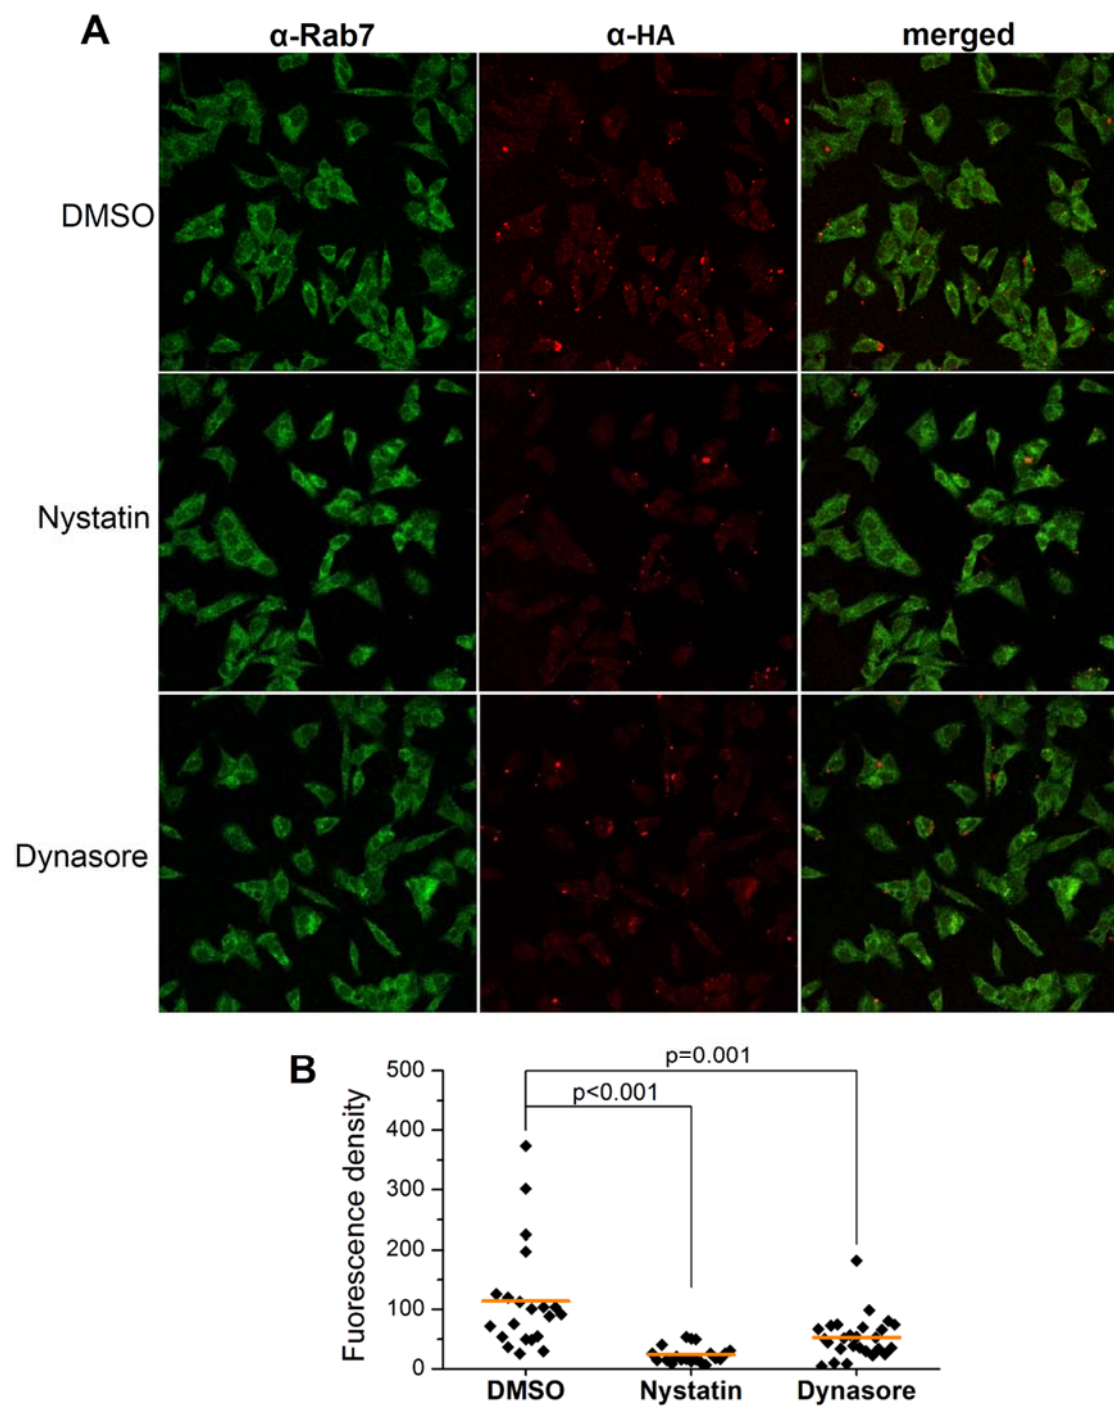 A
α-Rab7 α-HA merged
DMSO
Nystatin
Dynasore
B
p=0.001
p<0.001
Fuorescence density
500
400
300
200
100
0
DMSO Nystatin Dynasore